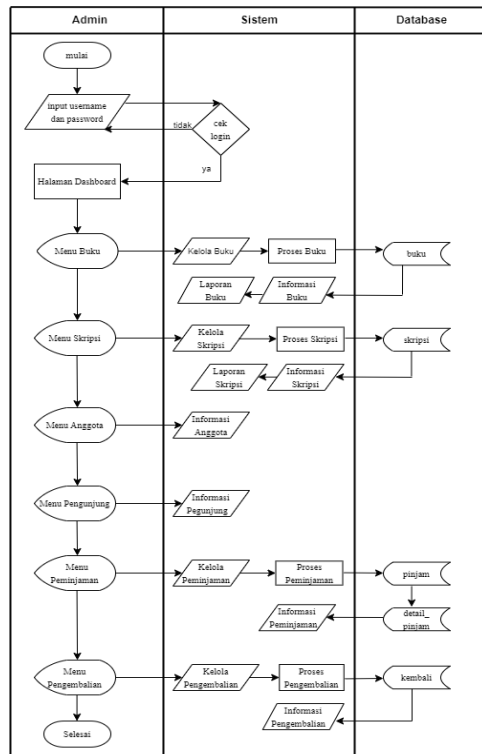 Admin
Sistem
Database
mulai
input username
dan password
cek
login
tidak
ya
Halaman Dashboard
Menu Buku
Kelola Buku
Proses Buku
buku
Laporan
Buku
Informasi
Buku
Menu Skripsi
Kelola
Skripsi
Proses Skripsi
skripsi
Laporan
Skripsi
Informasi
Skripsi
Menu Anggota
Informasi
Anggota
Menu Pengunjung
Informasi
Pegunjung
Menu
Peminjaman
Kelola
Peminjaman
Proses
Peminjaman
pinjam
Informasi
Peminjaman
detail_
pinjam
Menu
Pengembalian
Kelola
Pengembalian
Proses
Pengembalian
kembali
Informasi
Pengembalian
Selesai